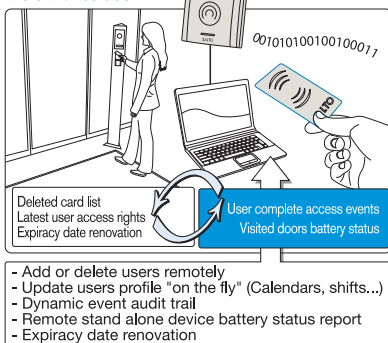 SALTO
001010100100100011
LTO
Deleted card list
Latest user access rights
Expiracy date renovation
User complete access events
Visited doors battery status
- Add or delete users remotely
- Update users profile "on the fly" (Calendars, shifts...)
- Dynamic event audit trail
- Remote stand alone device battery status report
- Expiracy date renovation